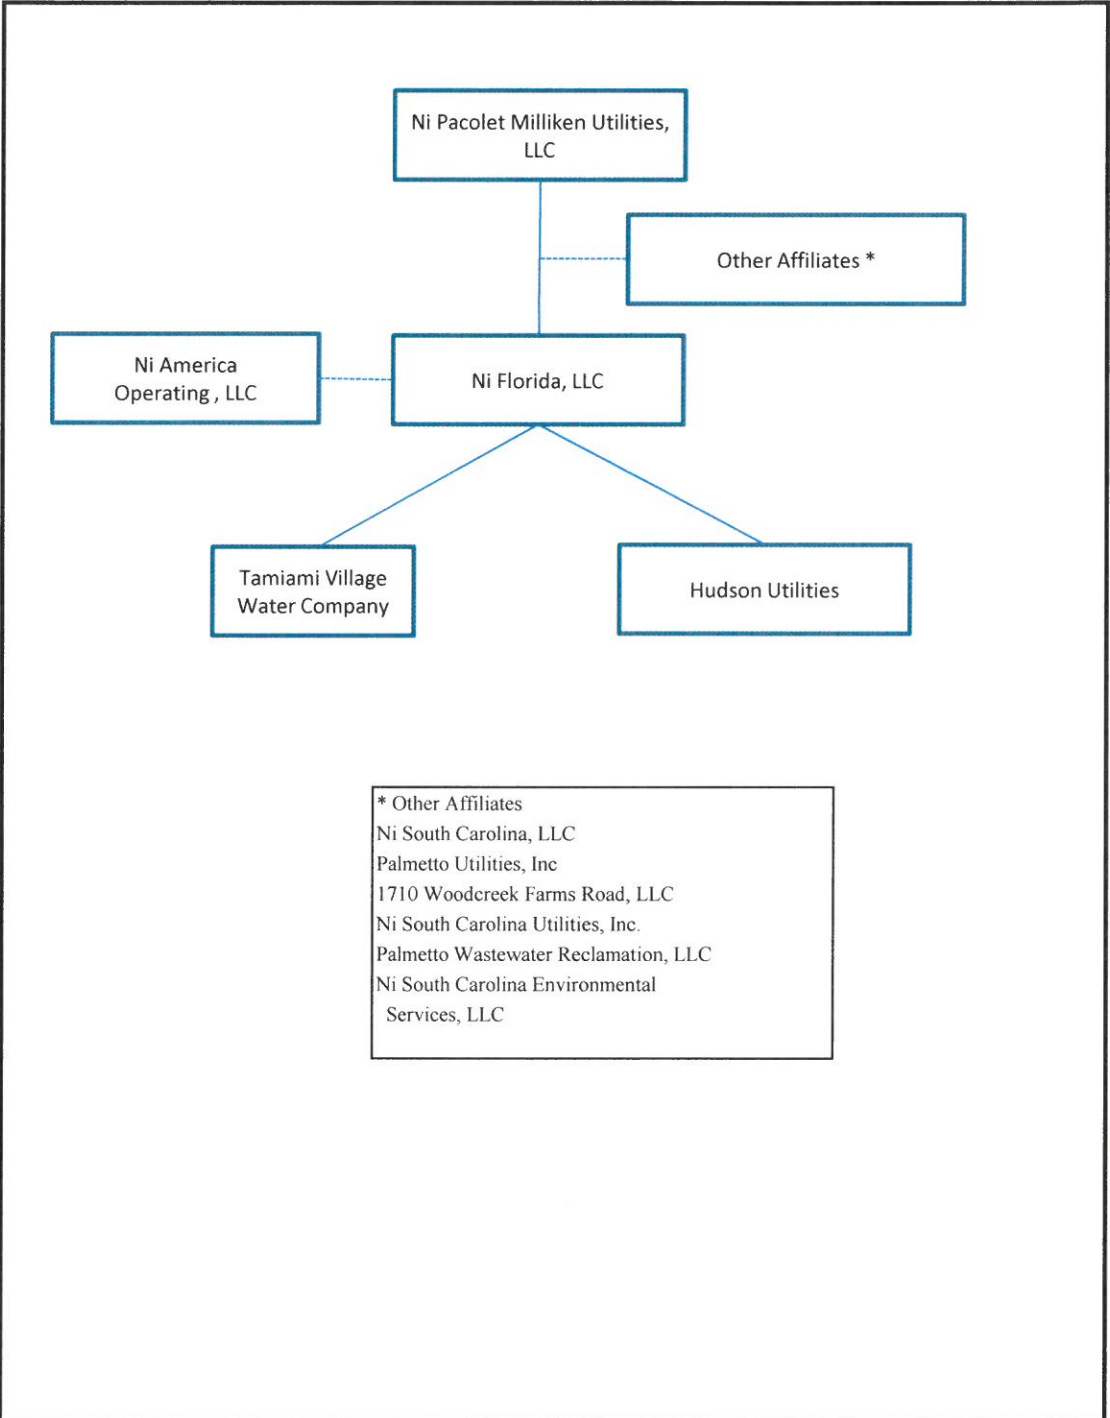 Ni Pacolet Milliken Utilities,
LLC
Other Affiliates *
Ni America
Operating , LLC
Ni Florida, LLC
Tamiami Village
Water Company
Hudson Utilities
* Other Affiliates
Ni South Carolina, LLC
Palmetto Utilities, Inc
1710 Woodcreek Farms Road, LLC
Ni South Carolina Utilities, Inc.
Palmetto Wastewater Reclamation, LLC
Ni South Carolina Environmental
Services, LLC